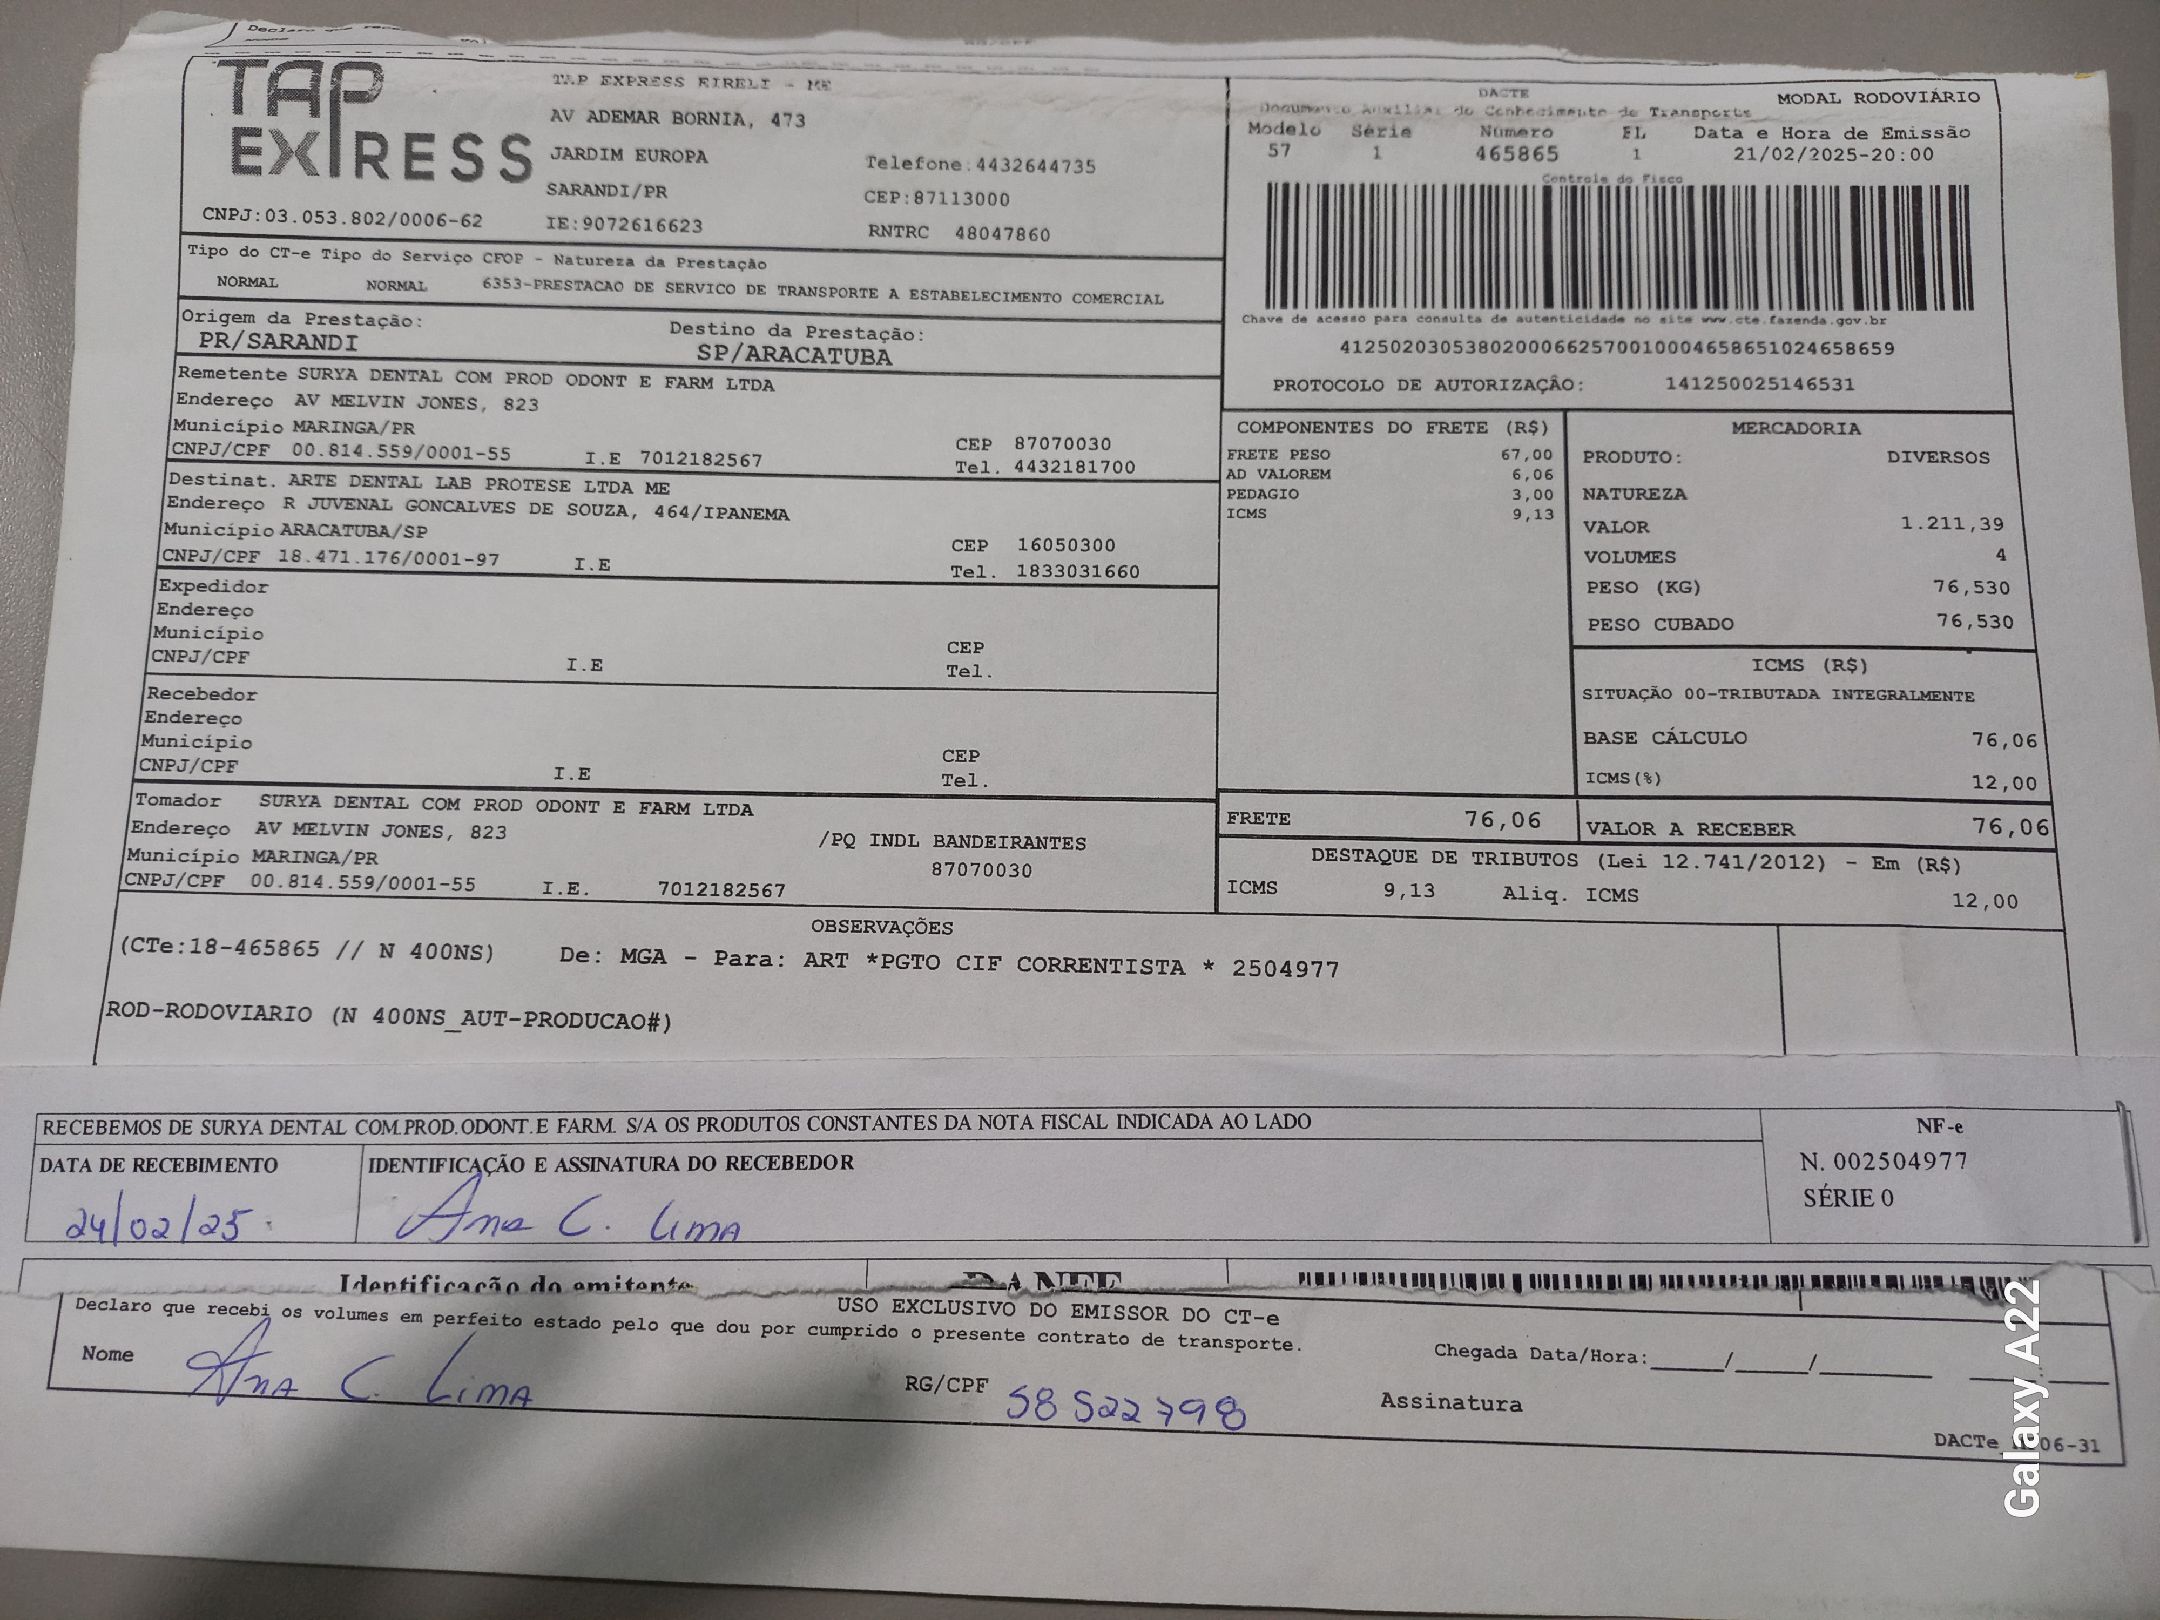 TAP EXPRESS
TAP EXPRESS EIRELI - ME
AV ADEMAR BORNIA, 473
JARDIM EUROPA Telefone:4432644735
SARANDI/PR CEP:87113000
CNPJ:03.053.802/0006-62 IE:9072616623 RNTRC 48047860
DACTE MODAL RODOVIÁRIO
Documento Auxiliar do Conhecimento de Transporte
Modelo Série Número FL Data e Hora de Emissão
57 1 465865 1 21/02/2025-20:00
Controle do Fisco
Chave de acesso para consulta de autenticidade no site www.cte.fazenda.gov.br
41250203053802000662570010004658651024658659
PROTOCOLO DE AUTORIZAÇÃO: 141250025146531
Tipo do CT-e Tipo do Serviço CFOP - Natureza da Prestação
NORMAL NORMAL 6353-PRESTACAO DE SERVICO DE TRANSPORTE A ESTABELECIMENTO COMERCIAL
Origem da Prestação: Destino da Prestação:
PR/SARANDI SP/ARACATUBA
Remetente SURYA DENTAL COM PROD ODONT E FARM LTDA
Endereço AV MELVIN JONES, 823
Município MARINGA/PR CEP 87070030
CNPJ/CPF 00.814.559/0001-55 I.E 7012182567 Tel. 4432181700
Destinat. ARTE DENTAL LAB PROTESE LTDA ME
Endereço R JUVENAL GONCALVES DE SOUZA, 464/IPANEMA
Município ARACATUBA/SP CEP 16050300
CNPJ/CPF 18.471.176/0001-97 I.E Tel. 1833031660
Expedidor
Endereço
Município CEP
CNPJ/CPF I.E Tel.
Recebedor
Endereço
Município CEP
CNPJ/CPF I.E Tel.
Tomador SURYA DENTAL COM PROD ODONT E FARM LTDA
Endereço AV MELVIN JONES, 823 /PQ INDL BANDEIRANTES
Município MARINGA/PR 87070030
CNPJ/CPF 00.814.559/0001-55 I.E. 7012182567
COMPONENTES DO FRETE (R$)
FRETE PESO 67,00
AD VALOREM 6,06
PEDAGIO 3,00
ICMS 9,13
MERCADORIA
PRODUTO: DIVERSOS
NATUREZA
VALOR 1.211,39
VOLUMES 4
PESO (KG) 76,530
PESO CUBADO 76,530
ICMS (R$)
SITUAÇÃO 00-TRIBUTADA INTEGRALMENTE
BASE CÁLCULO 76,06
ICMS(%) 12,00
FRETE 76,06 VALOR A RECEBER 76,06
DESTAQUE DE TRIBUTOS (Lei 12.741/2012) - Em (R$)
ICMS 9,13 Aliq. ICMS 12,00
OBSERVAÇÕES
(CTe:18-465865 // N 400NS) De: MGA - Para: ART *PGTO CIF CORRENTISTA * 2504977
ROD-RODOVIARIO (N 400NS_AUT-PRODUCAO#)
RECEBEMOS DE SURYA DENTAL COM.PROD.ODONT.E FARM. S/A OS PRODUTOS CONSTANTES DA NOTA FISCAL INDICADA AO LADO
DATA DE RECEBIMENTO IDENTIFICAÇÃO E ASSINATURA DO RECEBEDOR
24/02/25 Ana C. Lima
NF-e
N. 002504977
SÉRIE 0
Identificação do emitente DANFE
USO EXCLUSIVO DO EMISSOR DO CT-e
Declaro que recebi os volumes em perfeito estado pelo que dou por cumprido o presente contrato de transporte.
Nome Ana C. Lima RG/CPF 58522798 Chegada Data/Hora:_____/_____/_______ 
Assinatura
Galaxy A22